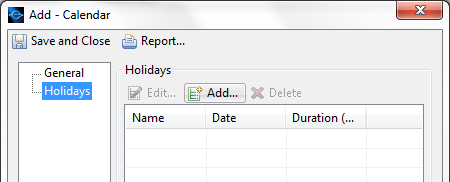 Add - Calendar
Save and Close Report...
General
Holidays
Holidays
Edit... Add... Delete
Name Date Duration (...